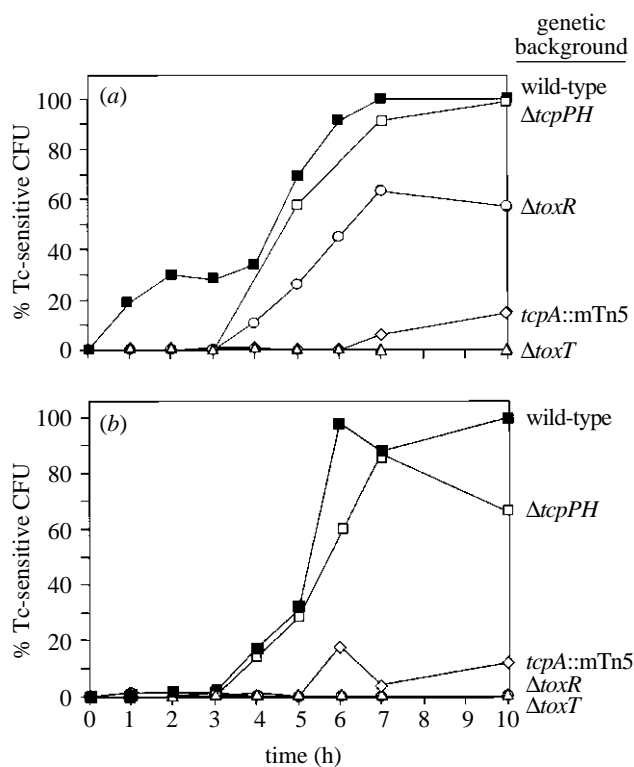 genetic
background
(a)
wild-type
ΔtcpPH
ΔtoxR
tcpA::mTn5
ΔtoxT
% Tc-sensitive CFU
100
80
60
40
20
0
(b)
wild-type
ΔtcpPH
tcpA::mTn5
ΔtoxR
ΔtoxT
% Tc-sensitive CFU
100
80
60
40
20
0
0 1 2 3 4 5 6 7 8 9 10
time (h)